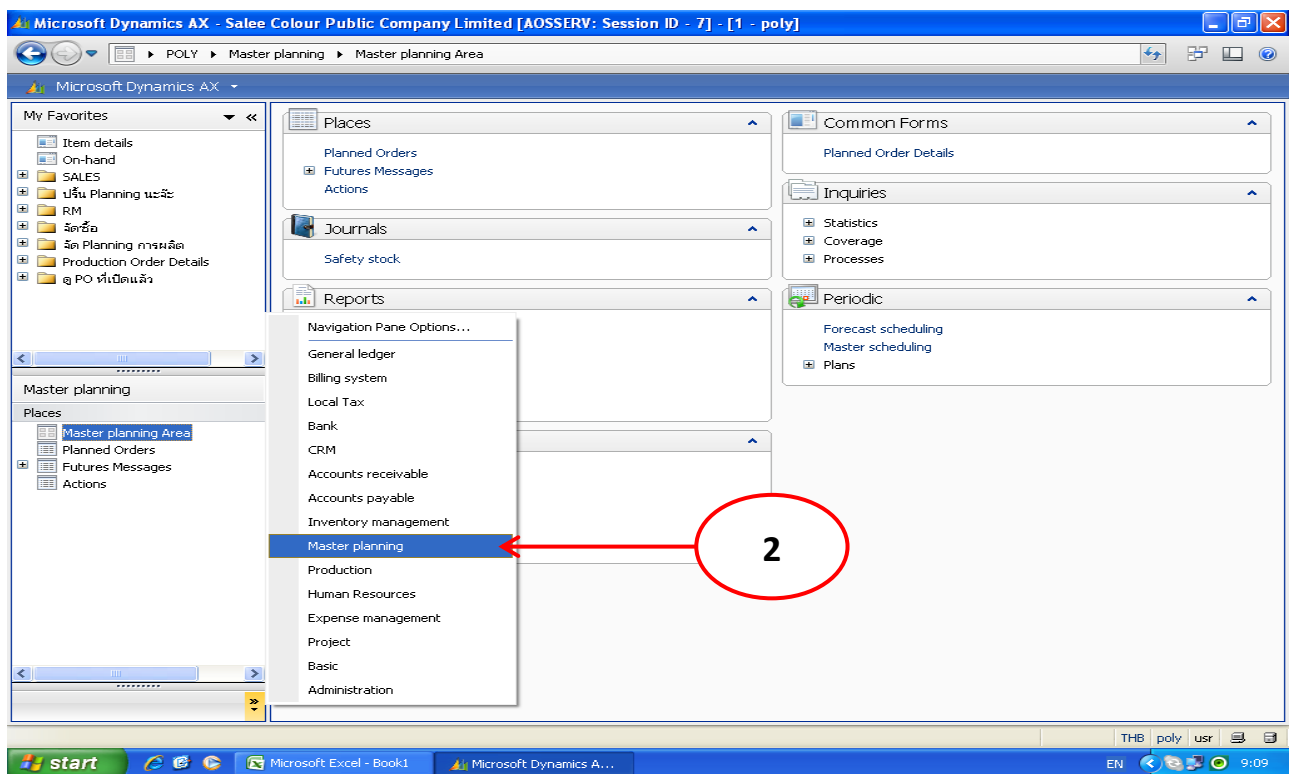 Microsoft Dynamics AX - Salee Colour Public Company Limited [AOSSERV: Session ID - 7] - [1 - poly]
POLY Master planning Master planning Area
Microsoft Dynamics AX
My Favorites
Item details
On-hand
SALES
ปริ้น Planning นะจ๊ะ
RM
จัดซื้อ
จัด Planning การผลิต
Production Order Details
ดู PO ที่เปิดแล้ว
Master planning
Places
Master planning Area
Planned Orders
Futures Messages
Actions
Places
Planned Orders
Futures Messages
Actions
Journals
Safety stock
Reports
Common Forms
Planned Order Details
Inquiries
Statistics
Coverage
Processes
Periodic
Forecast scheduling
Master scheduling
Plans
Navigation Pane Options...
General ledger
Billing system
Local Tax
Bank
CRM
Accounts receivable
Accounts payable
Inventory management
Master planning
Production
Human Resources
Expense management
Project
Basic
Administration
2
THB poly usr
start Microsoft Excel - Book1 Microsoft Dynamics A... EN 9:09